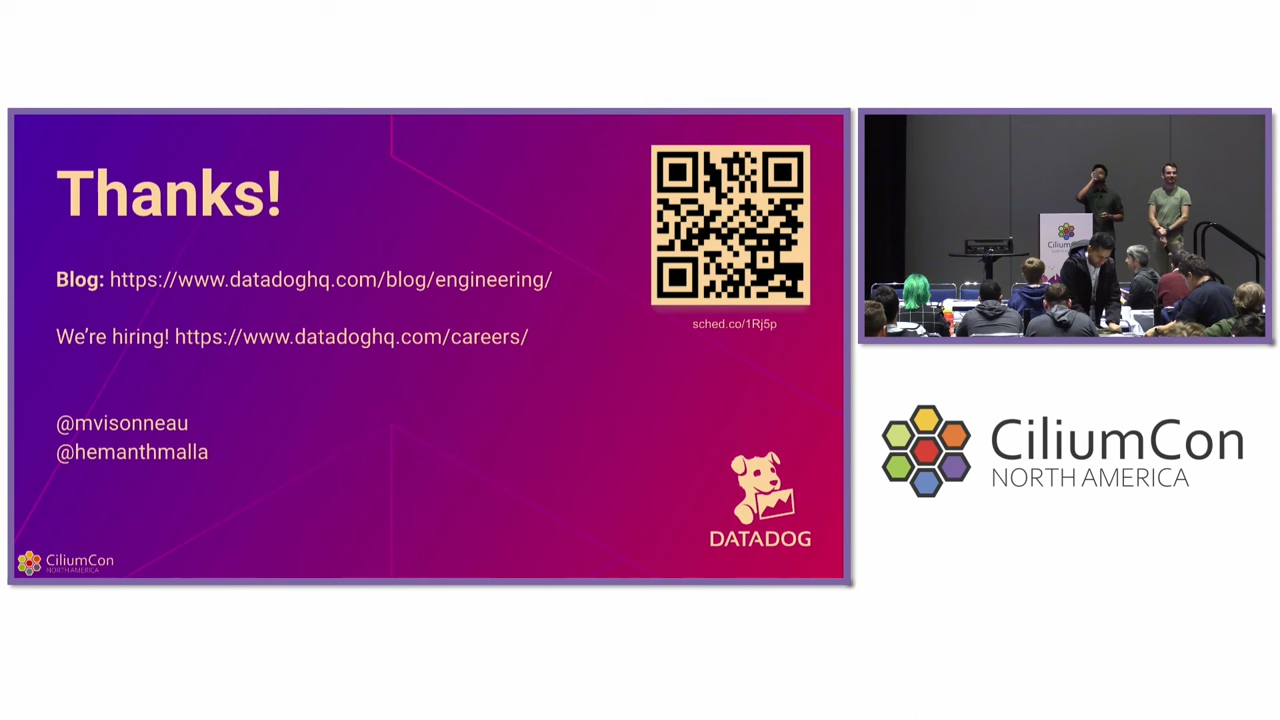 Thanks!
Blog: https://www.datadoghq.com/blog/engineering/
We're hiring! https://www.datadoghq.com/careers/
@mvisonneau
@hemanthmalla
sched.co/1Rj5p
DATADOG
CiliumCon
NORTH AMERICA
CiliumCon
NORTH AMERICA